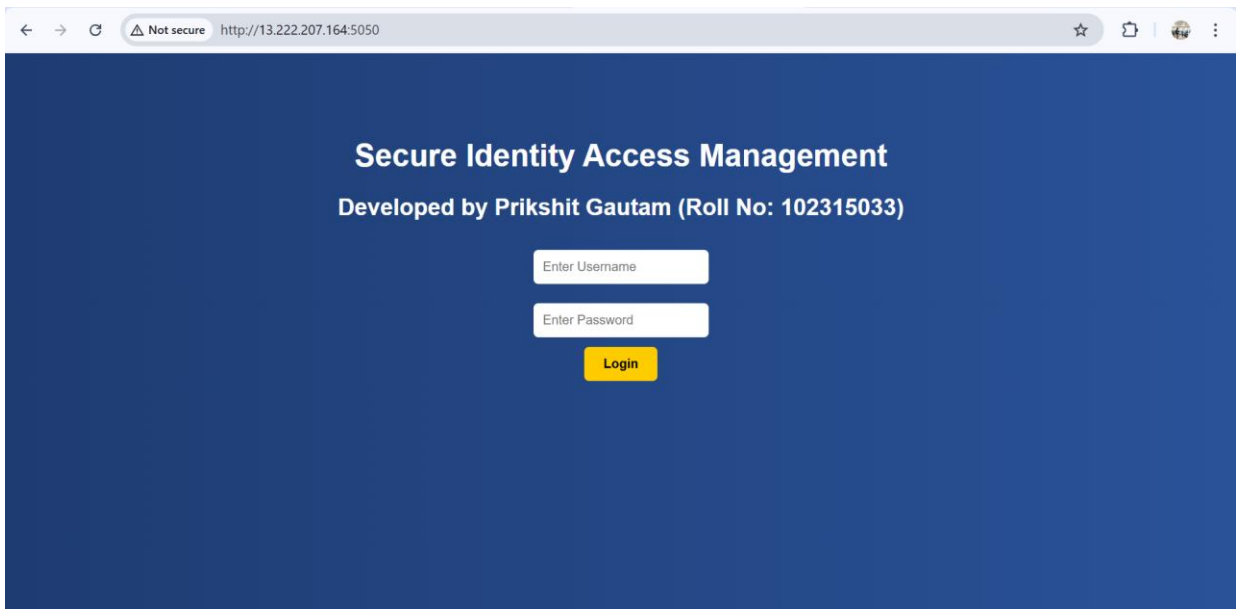 Not secure http://13.222.207.164:5050
Secure Identity Access Management
Developed by Prikshit Gautam (Roll No: 102315033)
Enter Username
Enter Password
Login